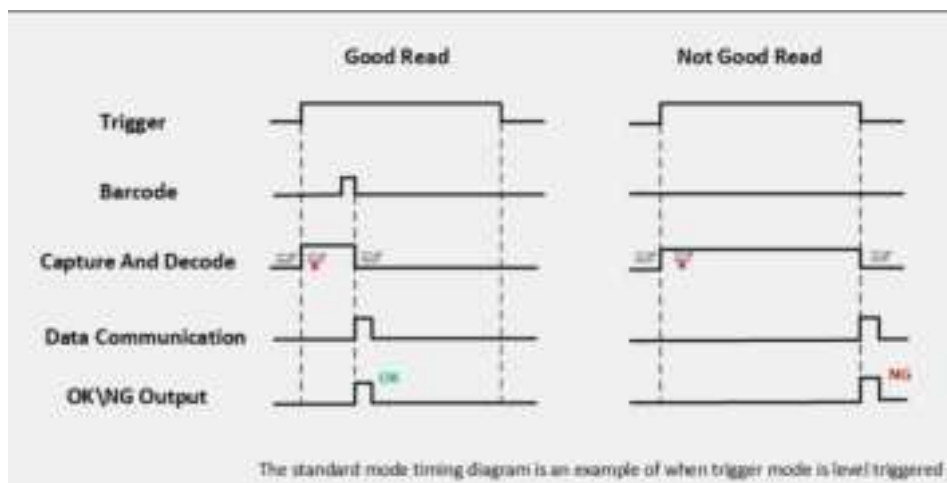 Good Read
Not Good Read
Trigger
Barcode
Capture And Decode
Data Communication
OK
NG
OK\NG Output
The standard mode timing diagram is an example of when trigger mode is level triggered